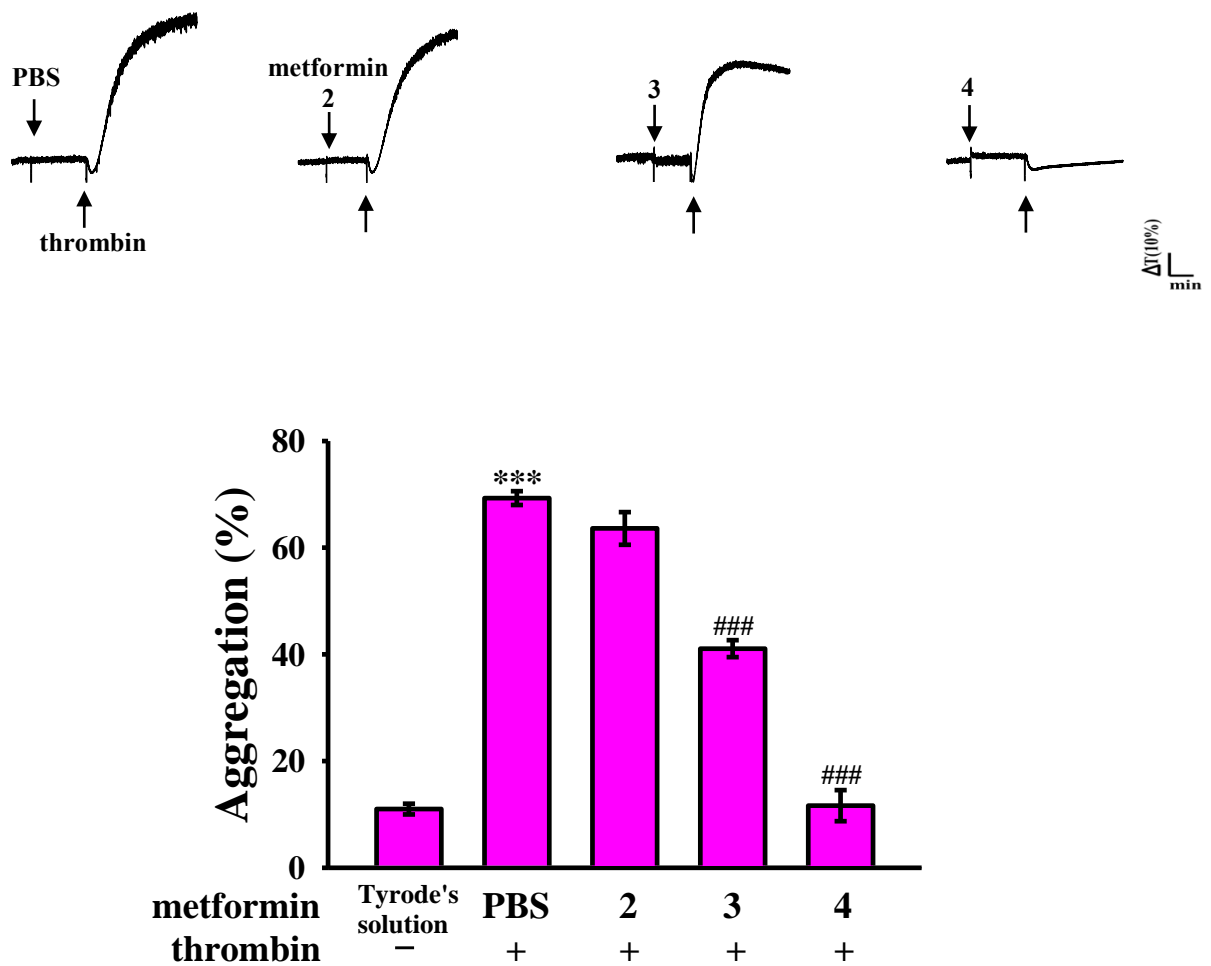 PBS
metformin
2
3
4
thrombin
ΔT(10%)
min
Aggregation (%)
80
60
40
20
0
***
###
###
metformin Tyrode's solution PBS 2 3 4
thrombin − + + + +